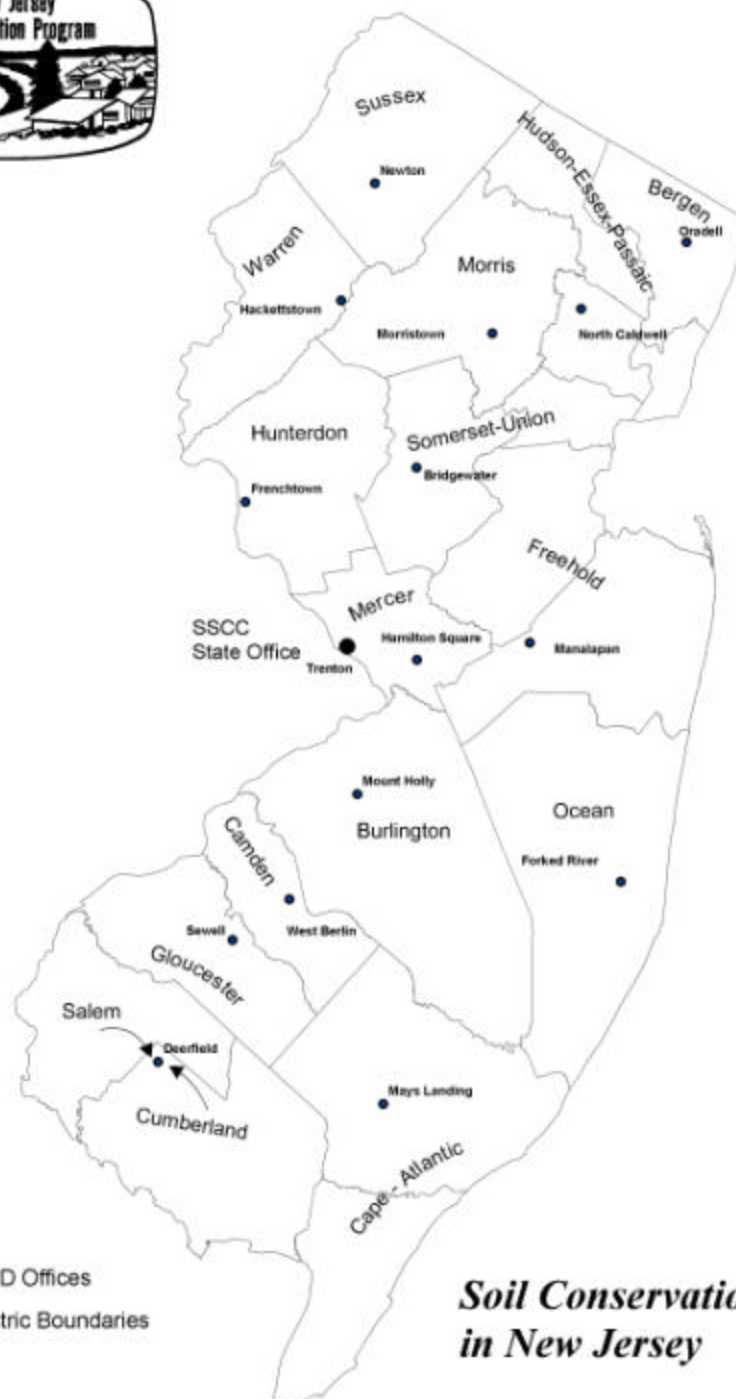 Jersey
tion Program
Sussex
Newton
Hudson-Essex-Passaic
Bergen
Oradell
Warren
Hackettstown
Morris
Morristown
North Caldwell
Hunterdon
Somerset-Union
Bridgewater
Frenchtown
Freehold
Mercer
SSCC
State Office
Trenton
Hamilton Square
Manalapan
Mount Holly
Burlington
Ocean
Forked River
Camden
West Berlin
Sewell
Gloucester
Salem
Deerfield
Cumberland
Mays Landing
Cape - Atlantic
D Offices
tric Boundaries
Soil Conservatio
in New Jersey